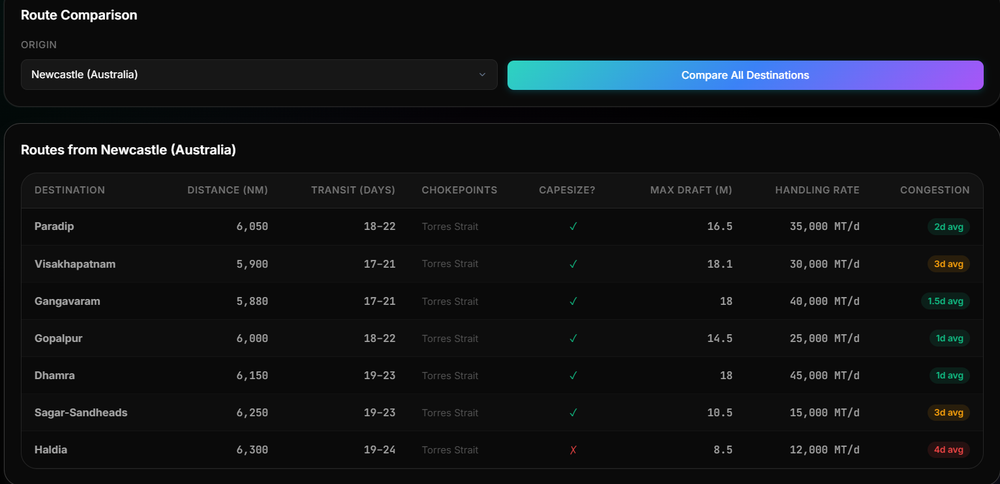 Route Comparison
ORIGIN
Newcastle (Australia)
Compare All Destinations
Routes from Newcastle (Australia)
DESTINATION DISTANCE (NM) TRANSIT (DAYS) CHOKEPOINTS CAPESIZE? MAX DRAFT (M) HANDLING RATE CONGESTION
Paradip 6,050 18–22 Torres Strait ✓ 16.5 35,000 MT/d 2d avg
Visakhapatnam 5,900 17–21 Torres Strait ✓ 18.1 30,000 MT/d 3d avg
Gangavaram 5,880 17–21 Torres Strait ✓ 18 40,000 MT/d 1.5d avg
Gopalpur 6,000 18–22 Torres Strait ✓ 14.5 25,000 MT/d 1d avg
Dhamra 6,150 19–23 Torres Strait ✓ 18 45,000 MT/d 1d avg
Sagar-Sandheads 6,250 19–23 Torres Strait ✓ 10.5 15,000 MT/d 3d avg
Haldia 6,300 19–24 Torres Strait ✗ 8.5 12,000 MT/d 4d avg